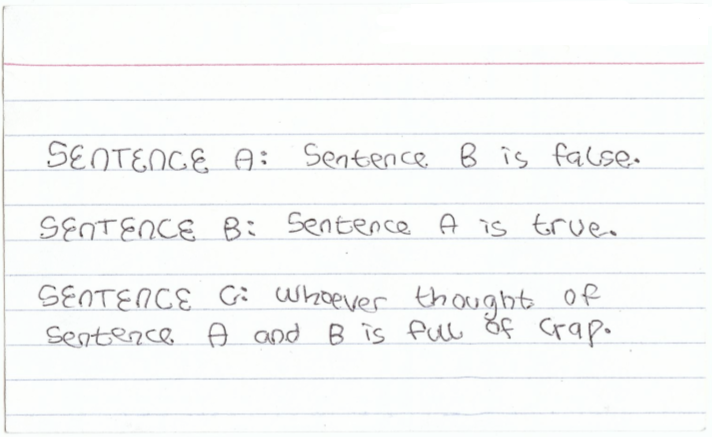 SENTENCE A: Sentence B is false.
SENTENCE B: Sentence A is true.
SENTENCE C: Whoever thought of
Sentence A and B is full of crap.